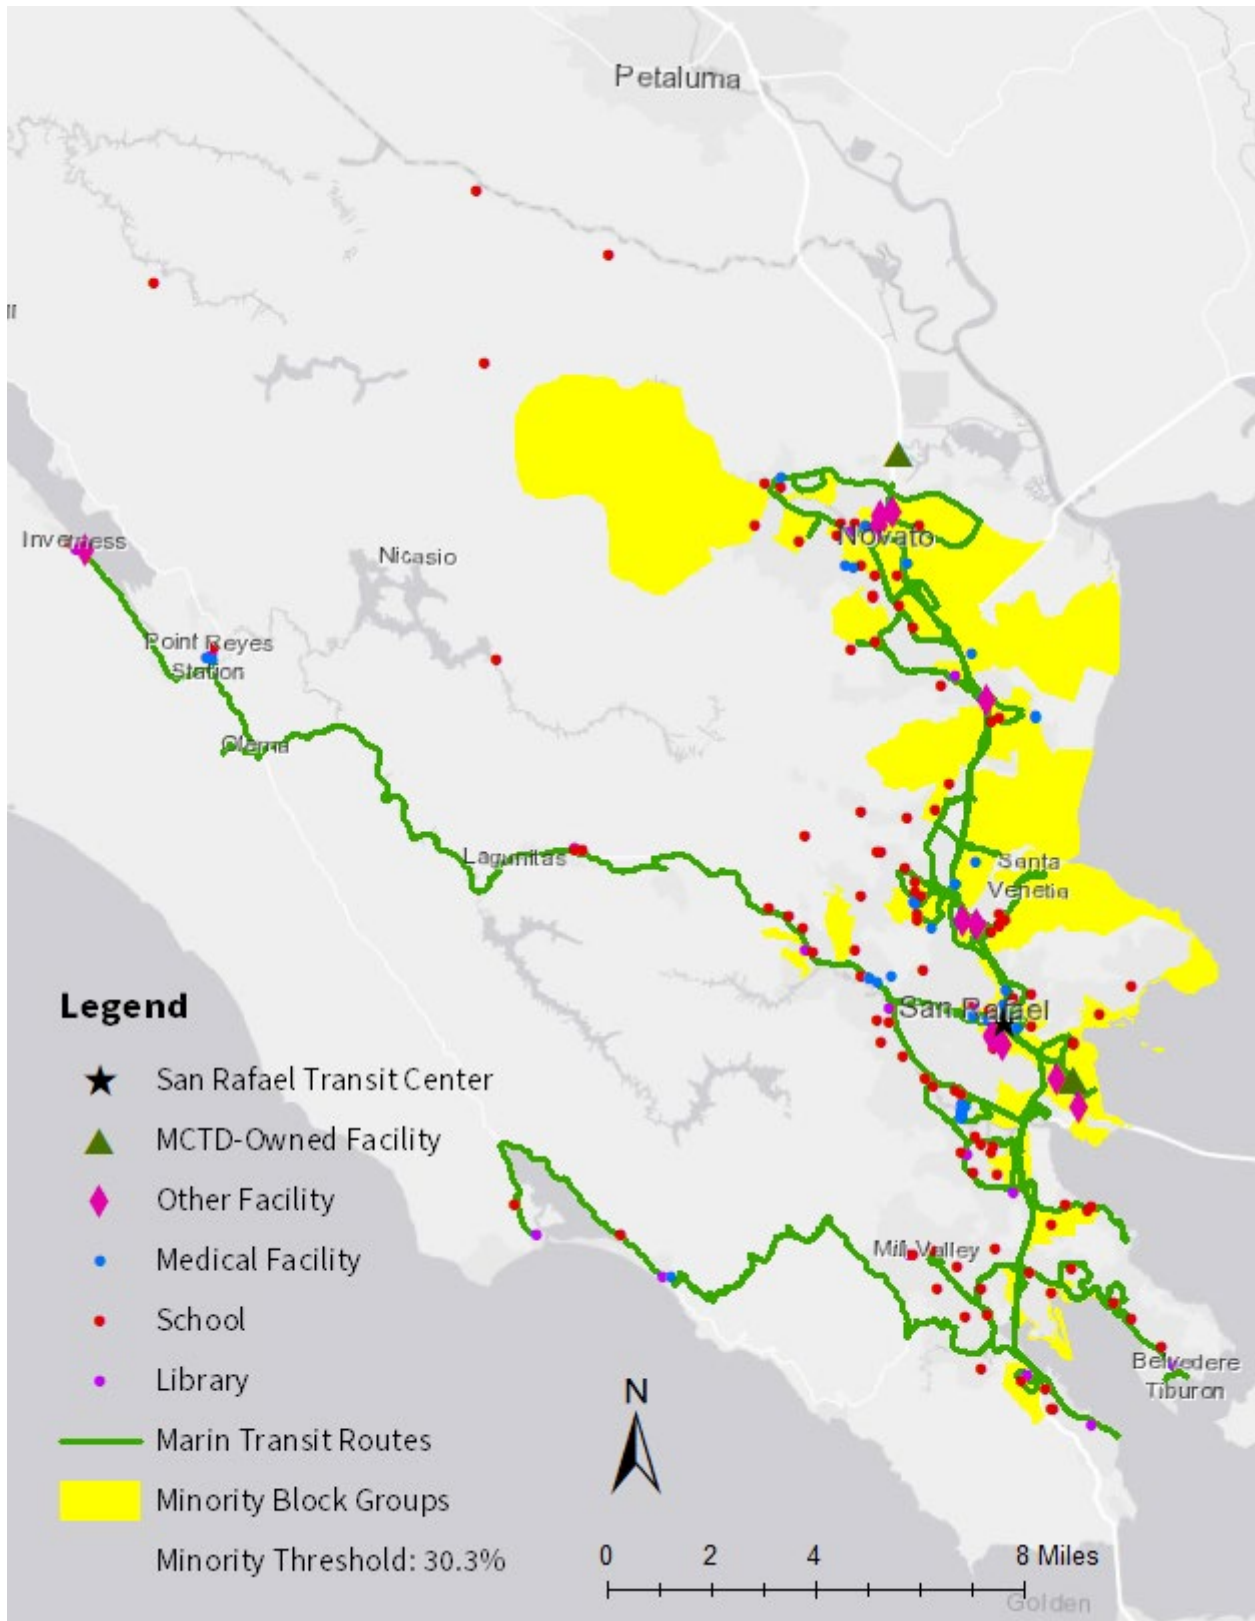 Petaluma
ll
Novato
Inverness
Nicasio
Point Reyes
Station
Olema
Lagunitas
Santa
Venetia
San Rafael
Legend
San Rafael Transit Center
MCTD-Owned Facility
Other Facility
Medical Facility
School
Library
Marin Transit Routes
Minority Block Groups
Minority Threshold: 30.3%
Mill Valley
Belvedere
Tiburon
N
0 2 4 8 Miles
Golden